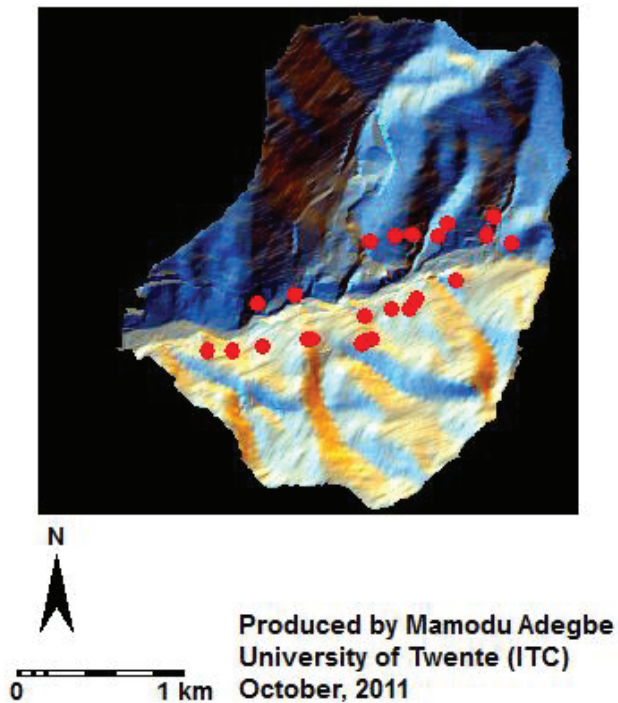 N
0 1 km
Produced by Mamodu Adegbe
University of Twente (ITC)
October, 2011